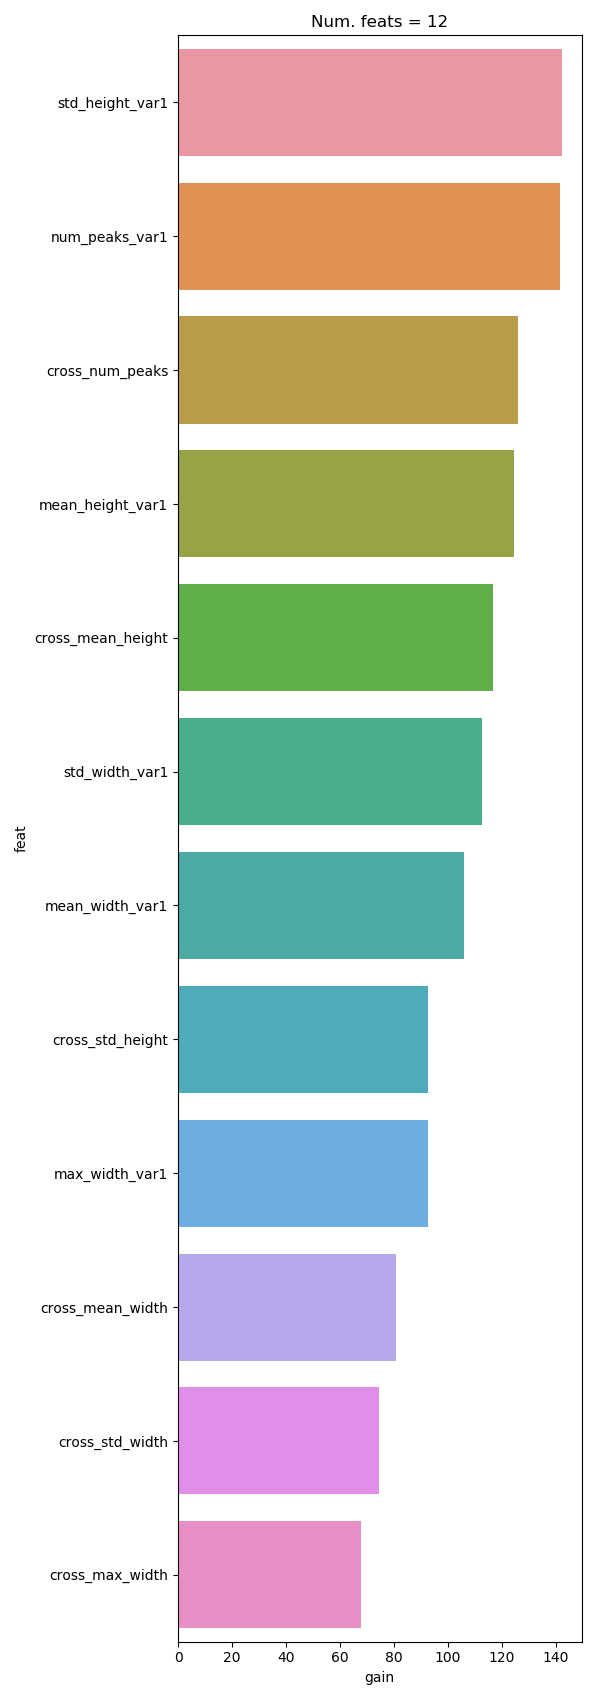 Num. feats = 12
std_height_var1
num_peaks_var1
cross_num_peaks
mean_height_var1
cross_mean_height
std_width_var1
feat
mean_width_var1
cross_std_height
max_width_var1
cross_mean_width
cross_std_width
cross_max_width
0 20 40 60 80 100 120 140
gain